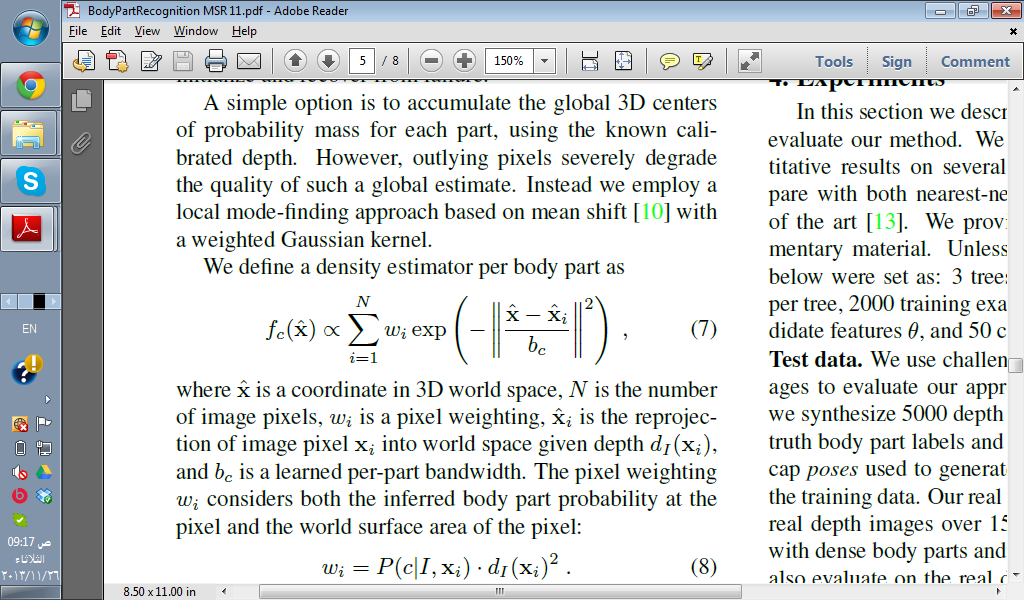 BodyPartRecognition MSR 11.pdf - Adobe Reader
File Edit View Window Help
5 / 8 150% Tools Sign Comment
initialize and recover from failure.
A simple option is to accumulate the global 3D centers
of probability mass for each part, using the known cali-
brated depth. However, outlying pixels severely degrade
the quality of such a global estimate. Instead we employ a
local mode-finding approach based on mean shift [10] with
a weighted Gaussian kernel.
We define a density estimator per body part as
f_c(x̂) ∝ ∑_{i=1}^{N} w_i exp ( − ‖ (x̂ − x̂_i) / b_c ‖² ) , (7)
where x̂ is a coordinate in 3D world space, N is the number
of image pixels, w_i is a pixel weighting, x̂_i is the reprojec-
tion of image pixel x_i into world space given depth d_I(x_i),
and b_c is a learned per-part bandwidth. The pixel weighting
w_i considers both the inferred body part probability at the
pixel and the world surface area of the pixel:
w_i = P(c|I, x_i) · d_I(x_i)² . (8)
4. Experiments
In this section we descr
evaluate our method. We
titative results on several
pare with both nearest-ne
of the art [13]. We prov
mentary material. Unless
below were set as: 3 trees
per tree, 2000 training exa
didate features θ, and 50 c
Test data. We use challen
ages to evaluate our appr
we synthesize 5000 depth
truth body part labels and
cap poses used to generat
the training data. Our real
real depth images over 15
with dense body parts and
also evaluate on the real d
8.50 x 11.00 in
EN
09:17 ص
الثلاثاء
٢٠١٣/١١/٢٦